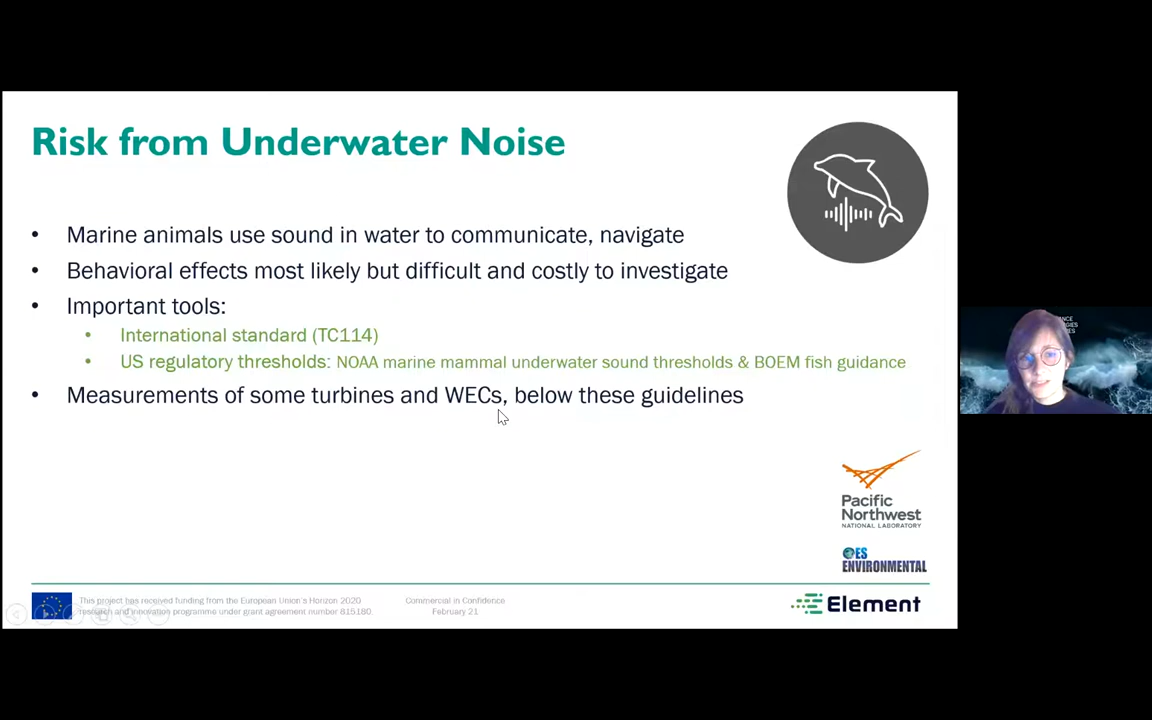 Risk from Underwater Noise
• Marine animals use sound in water to communicate, navigate
• Behavioral effects most likely but difficult and costly to investigate
• Important tools:
• International standard (TC114)
• US regulatory thresholds: NOAA marine mammal underwater sound thresholds & BOEM fish guidance
• Measurements of some turbines and WECs, below these guidelines
Pacific
Northwest
NATIONAL LABORATORY
OES
ENVIRONMENTAL
This project has received funding from the European Union's Horizon 2020
research and innovation programme under grant agreement number 815180.
Commercial in Confidence
February 21
Element